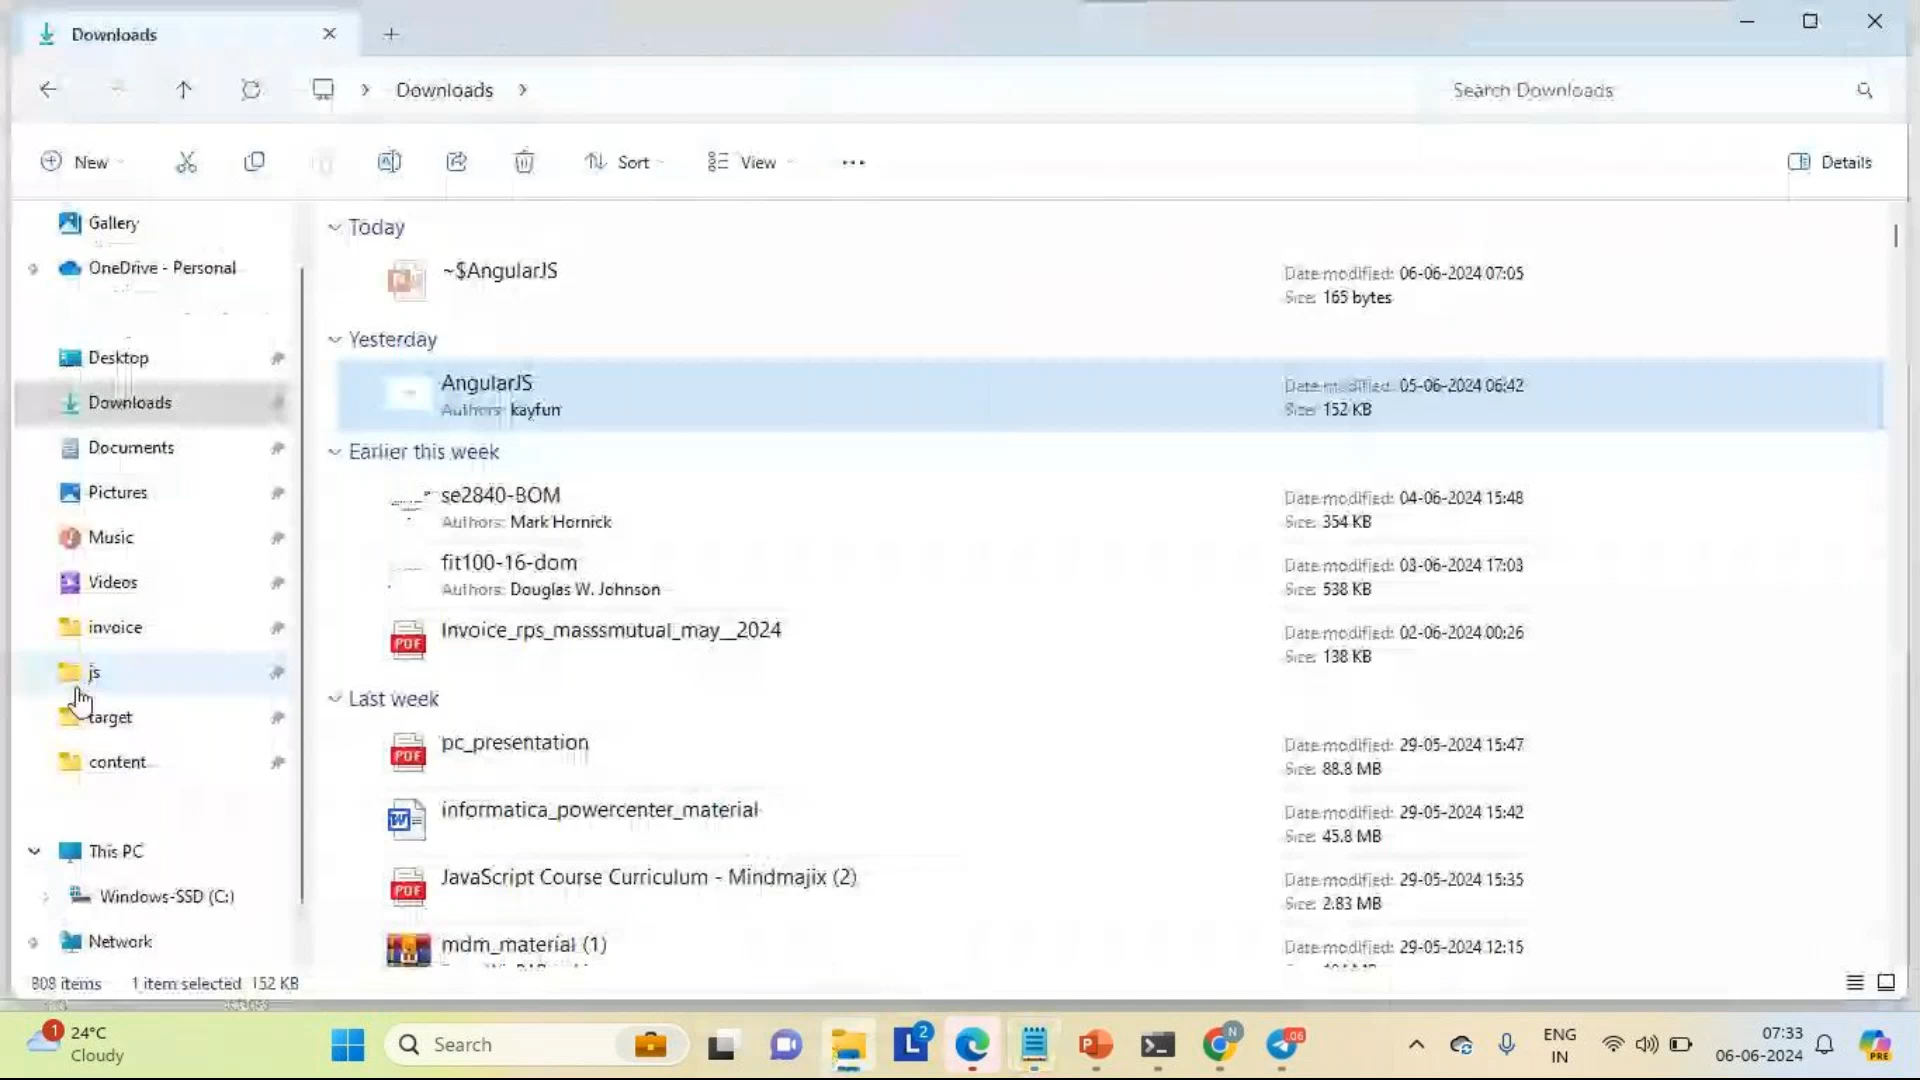 Downloads
Downloads
Search Downloads
New
Sort
View
Details
Gallery
OneDrive - Personal
Desktop
Downloads
Documents
Pictures
Music
Videos
invoice
js
target
content
This PC
Windows-SSD (C:)
Network
Today
~$AngularJS
Date modified: 06-06-2024 07:05
Size: 165 bytes
Yesterday
AngularJS
Authors: kayfun
Date modified: 05-06-2024 06:42
Size: 152 KB
Earlier this week
se2840-BOM
Authors: Mark Hornick
Date modified: 04-06-2024 15:48
Size: 354 KB
fit100-16-dom
Authors: Douglas W. Johnson
Date modified: 03-06-2024 17:03
Size: 538 KB
Invoice_rps_masssmutual_may__2024
Date modified: 02-06-2024 00:26
Size: 138 KB
Last week
pc_presentation
Date modified: 29-05-2024 15:47
Size: 88.8 MB
informatica_powercenter_material
Date modified: 29-05-2024 15:42
Size: 45.8 MB
JavaScript Course Curriculum - Mindmajix (2)
Date modified: 29-05-2024 15:35
Size: 2.83 MB
mdm_material (1)
Date modified: 29-05-2024 12:15
808 items 1 item selected 152 KB
1
24°C
Cloudy
Search
L
2
N
ENG
IN
07:33
06-06-2024
PRE